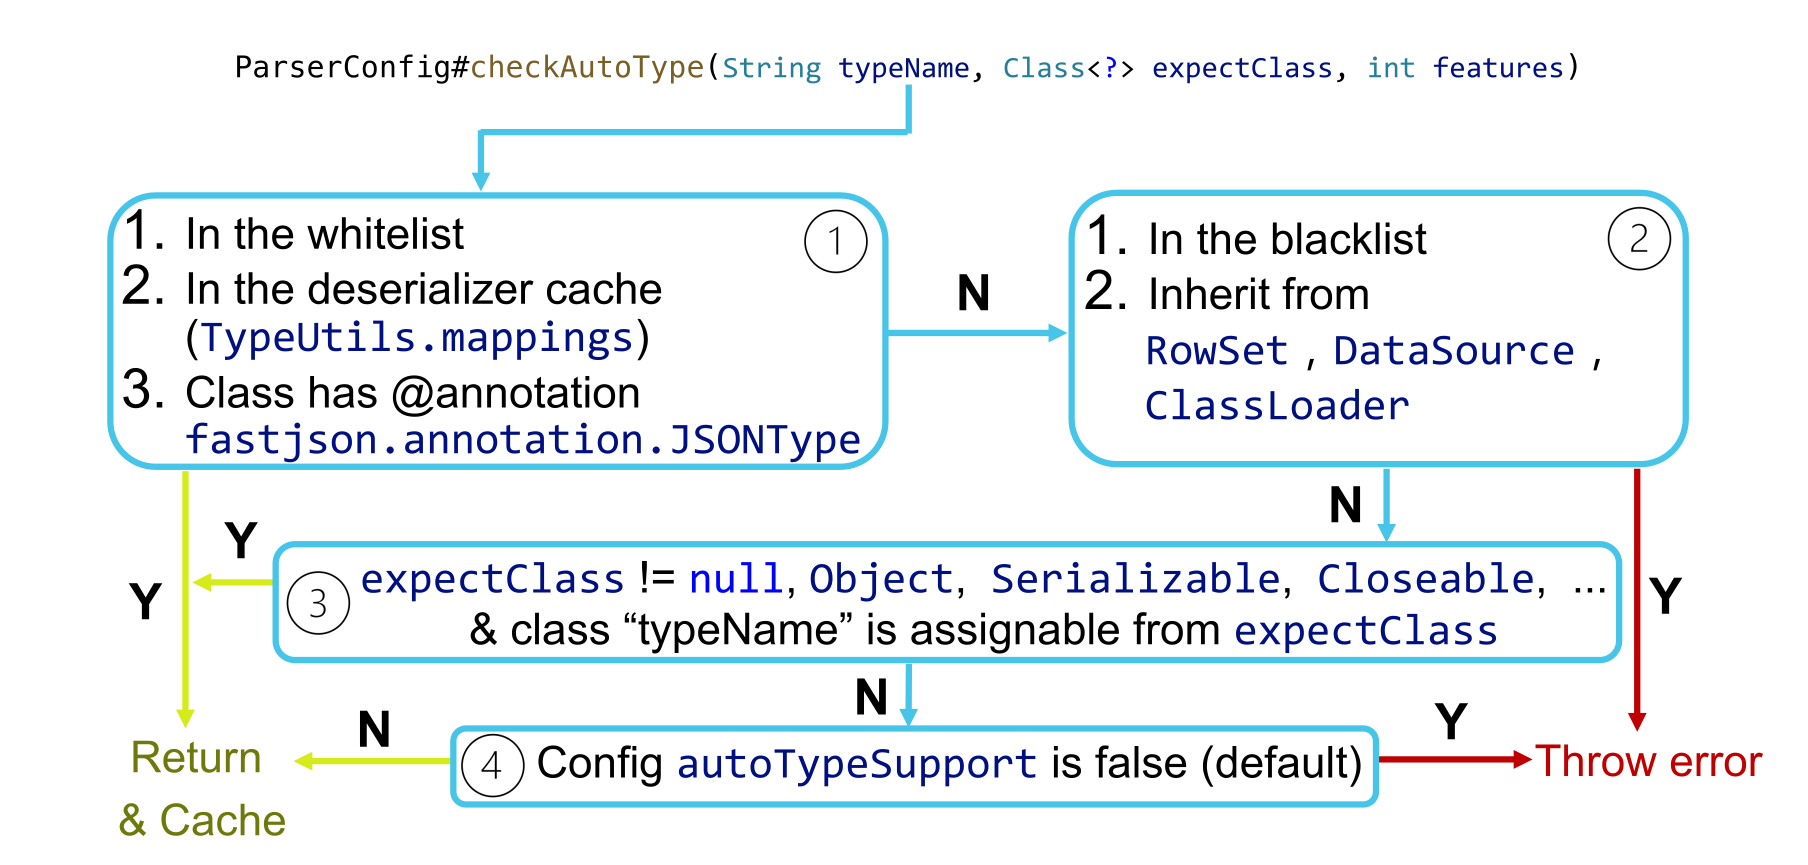 ParserConfig#checkAutoType(String typeName, Class<?> expectClass, int features)
1. In the whitelist
2. In the deserializer cache
(TypeUtils.mappings)
3. Class has @annotation
fastjson.annotation.JSONType
1
N
1. In the blacklist
2. Inherit from
RowSet , DataSource ,
ClassLoader
2
N
Y
Y
3
expectClass != null, Object, Serializable, Closeable, ...
& class “typeName” is assignable from expectClass
Y
N
N
4 Config autoTypeSupport is false (default)
Y
Return
& Cache
Throw error